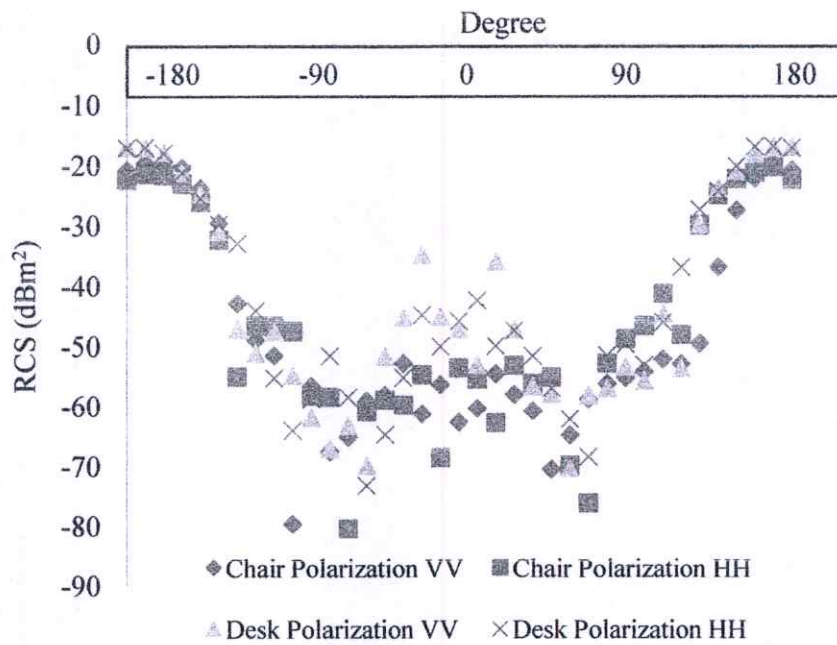 Degree
0
-180 -90 0 90 180
-10
-20
-30
-40
-50
-60
-70
-80
-90
RCS (dBm²)
Chair Polarization VV Chair Polarization HH
Desk Polarization VV Desk Polarization HH